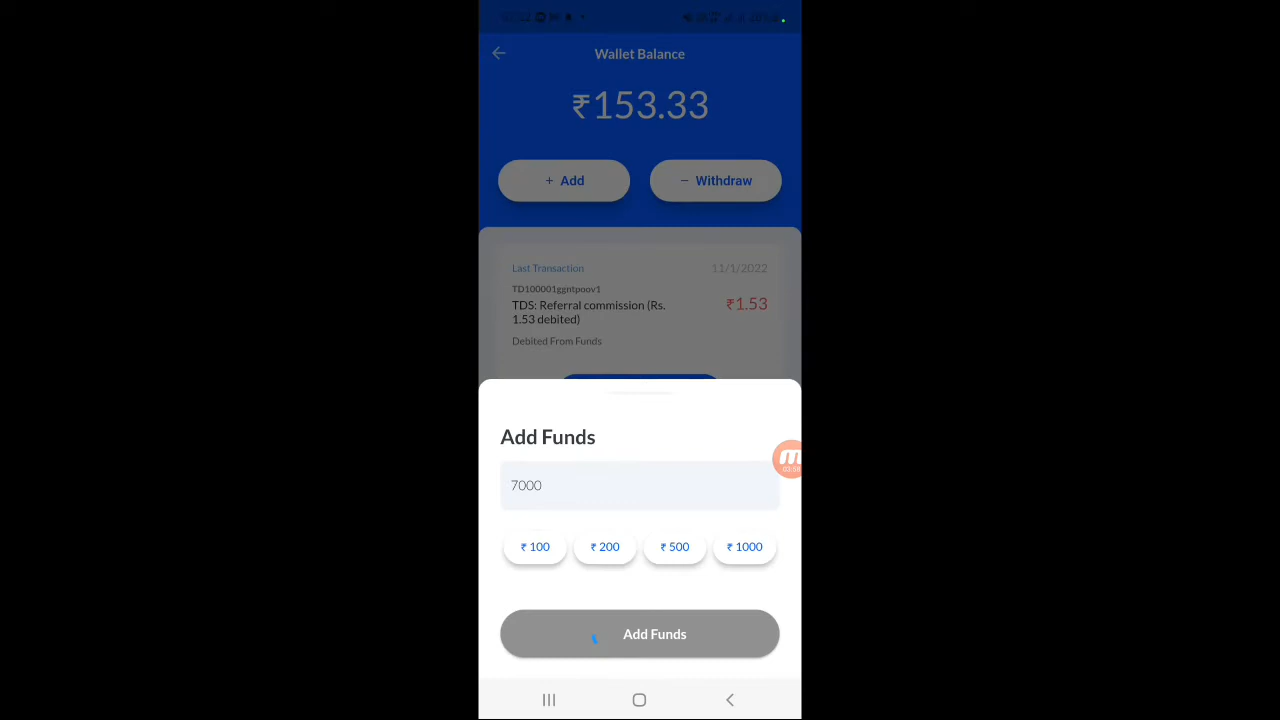 Wallet Balance
₹153.33
+ Add
− Withdraw
Last Transaction
11/1/2022
TD100001ggntpoov1
TDS: Referral commission (Rs.
1.53 debited)
₹1.53
Debited From Funds
Add Funds
7000
₹ 100
₹ 200
₹ 500
₹ 1000
Add Funds